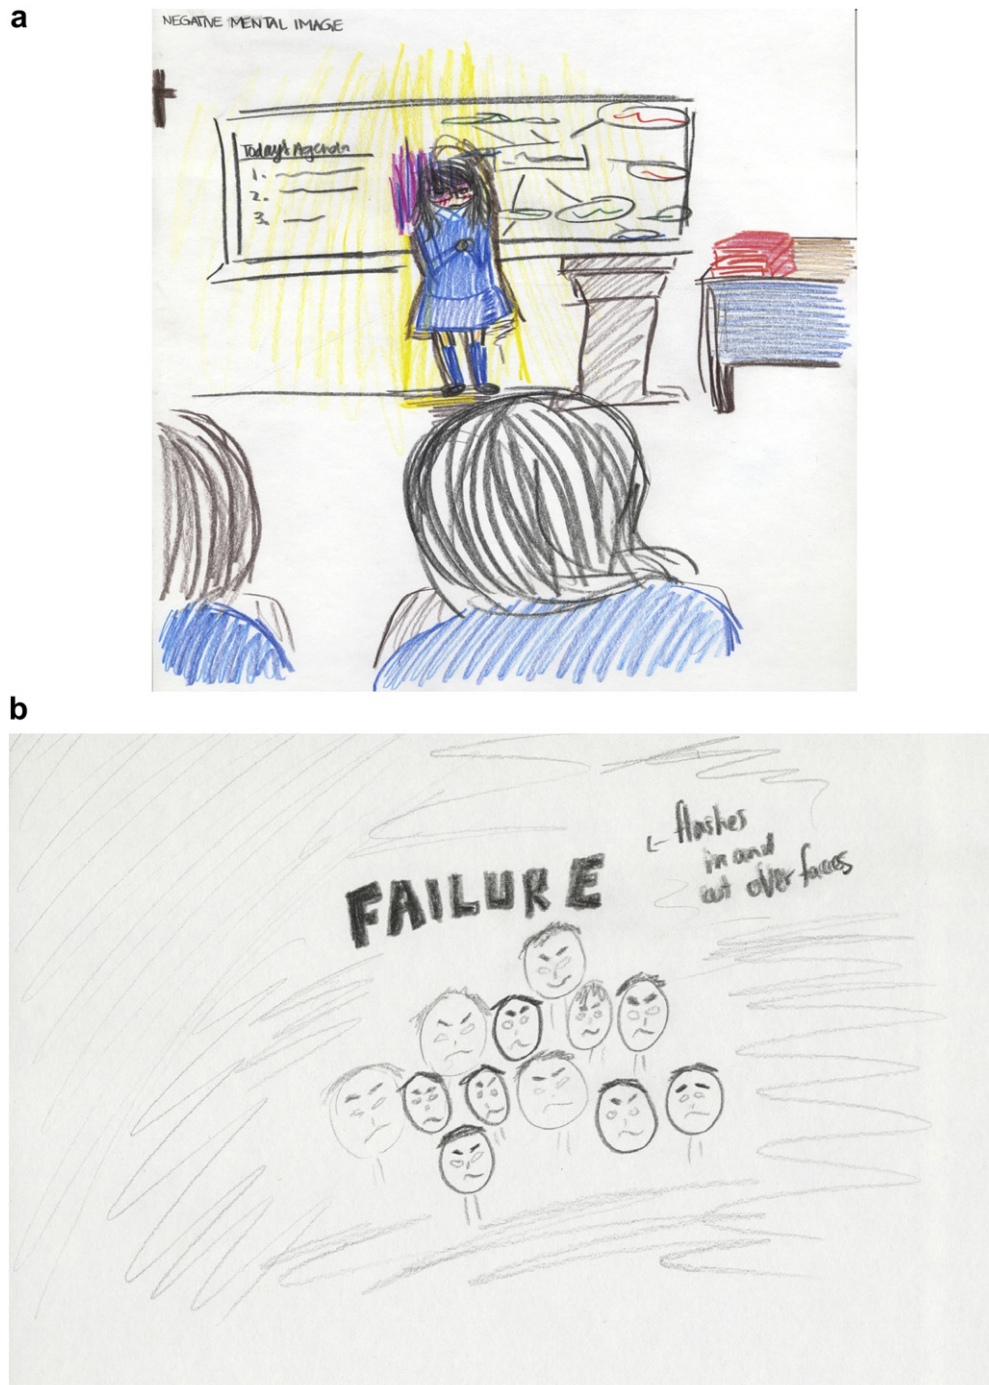 a
NEGATIVE MENTAL IMAGE
Today's Agenda
1.
2.
3.
b
FAILURE
flashes
in and
out over faces